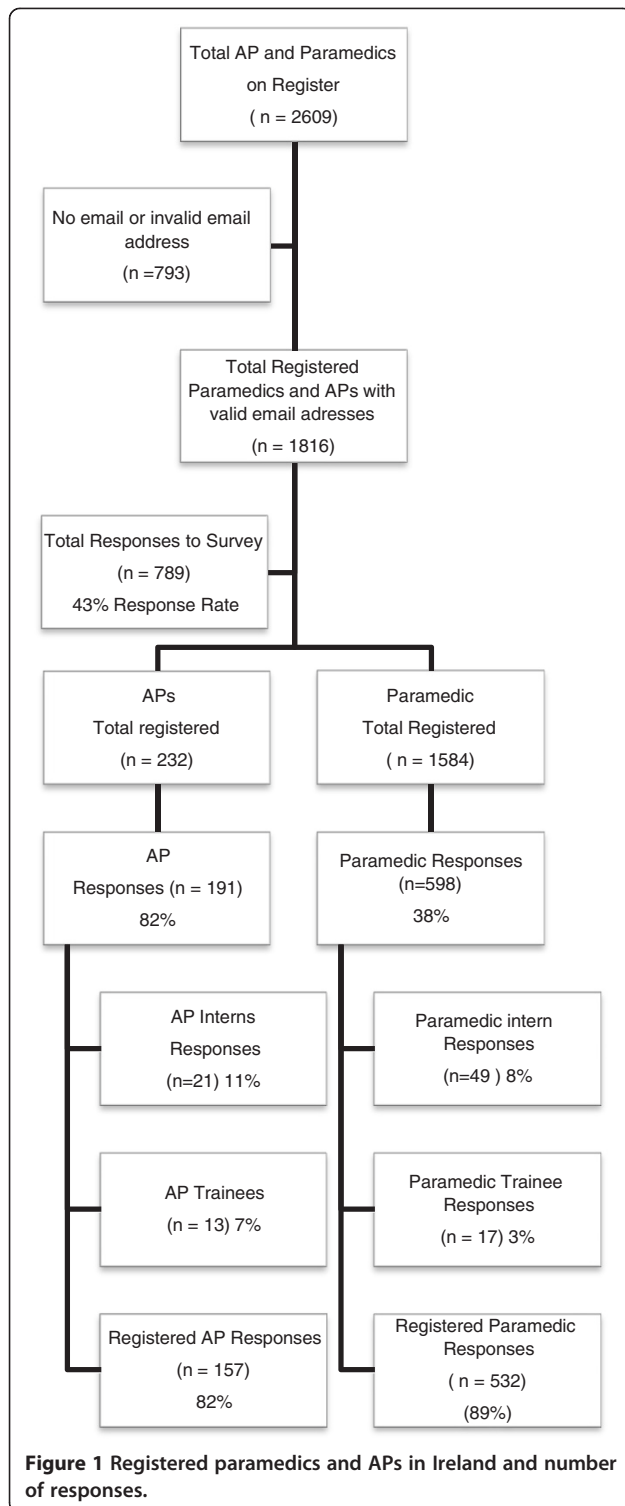 Total AP and Paramedics
on Register
( n = 2609)
No email or invalid email
address
(n =793)
Total Registered
Paramedics and APs with
valid email adresses
(n = 1816)
Total Responses to Survey
(n = 789)
43% Response Rate
APs
Total registered
(n = 232)
Paramedic
Total Registered
( n = 1584)
AP
Responses (n = 191)
82%
Paramedic Responses
(n=598)
38%
AP Interns
Responses
(n=21) 11%
Paramedic intern
Responses
(n=49 ) 8%
AP Trainees
(n = 13) 7%
Paramedic Trainee
Responses
(n = 17) 3%
Registered AP Responses
(n = 157)
82%
Registered Paramedic
Responses
( n = 532)
(89%)
Figure 1 Registered paramedics and APs in Ireland and number
of responses.